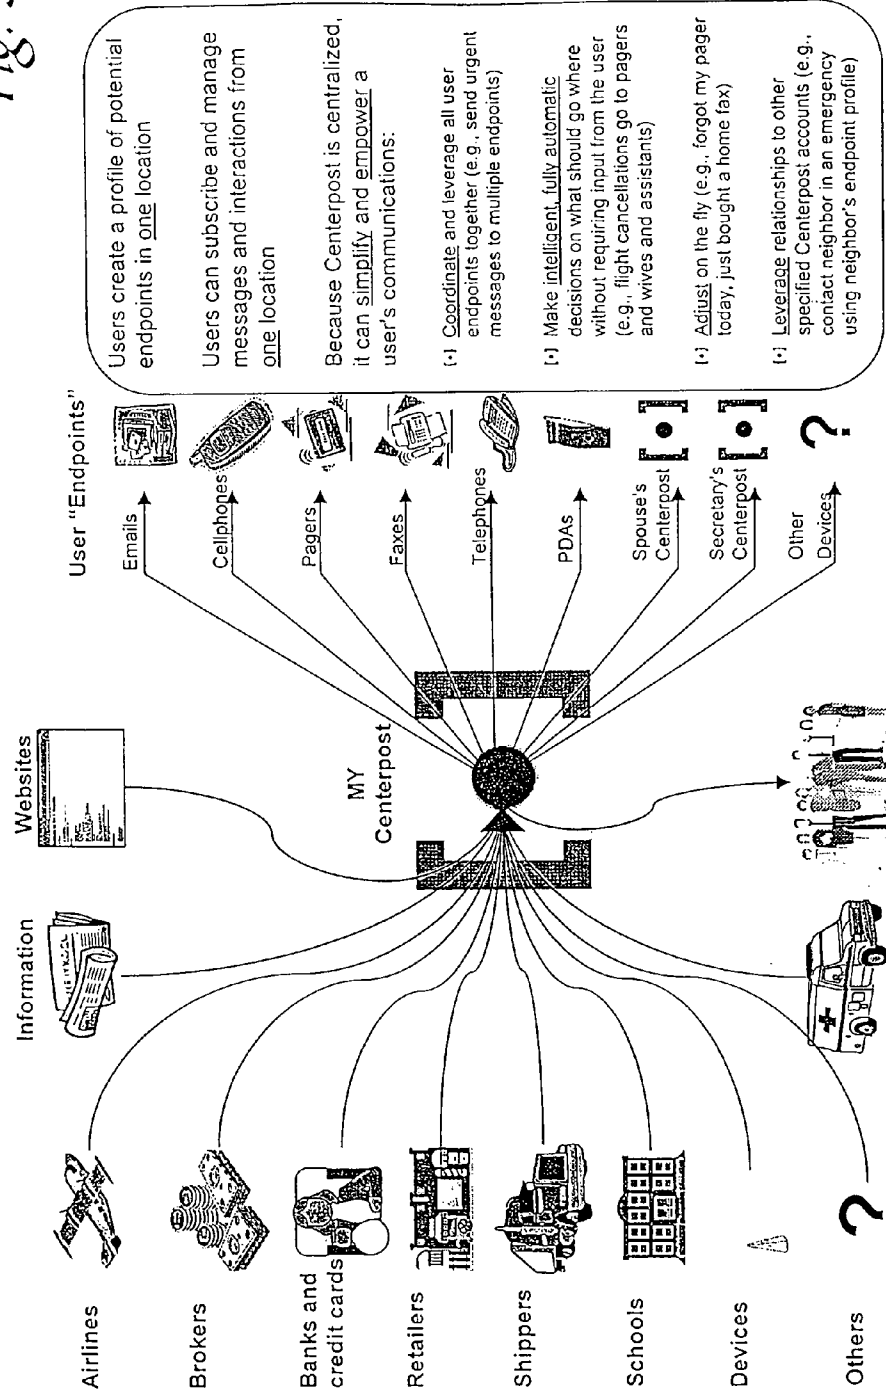 Fig.
Websites
Information
Airlines
Brokers
Banks and
credit cards
Retailers
Shippers
Schools
Devices
Others
MY
Centerpost
User "Endpoints"
Emails
Cellphones
Pagers
Faxes
Telephones
PDAs
Spouse's
Centerpost
Secretary's
Centerpost
Other
Devices
?
?
Users create a profile of potential
endpoints in one location
Users can subscribe and manage
messages and interactions from
one location
Because Centerpost is centralized,
it can simplify and empower a
user's communications:
[•] Coordinate and leverage all user
endpoints together (e.g., send urgent
messages to multiple endpoints)
[•] Make intelligent, fully automatic
decisions on what should go where
without requiring input from the user
(e.g., flight cancellations go to pagers
and wives and assistants)
[•] Adjust on the fly (e.g., forgot my pager
today, just bought a home fax)
[•] Leverage relationships to other
specified Centerpost accounts (e.g.,
contact neighbor in an emergency
using neighbor's endpoint profile)